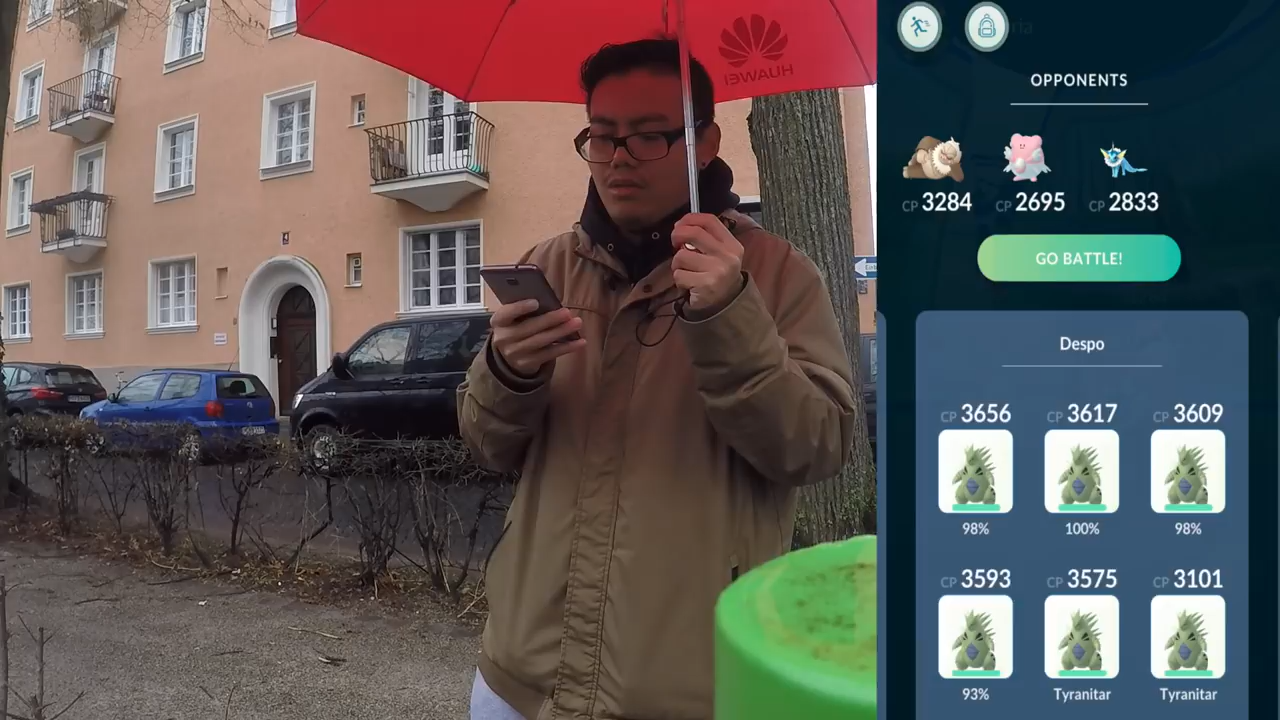 HUAWEI
4
OPPONENTS
CP 3284
CP 2695
CP 2833
GO BATTLE!
Despo
CP 3656
CP 3617
CP 3609
98%
100%
98%
CP 3593
CP 3575
CP 3101
93%
Tyranitar
Tyranitar